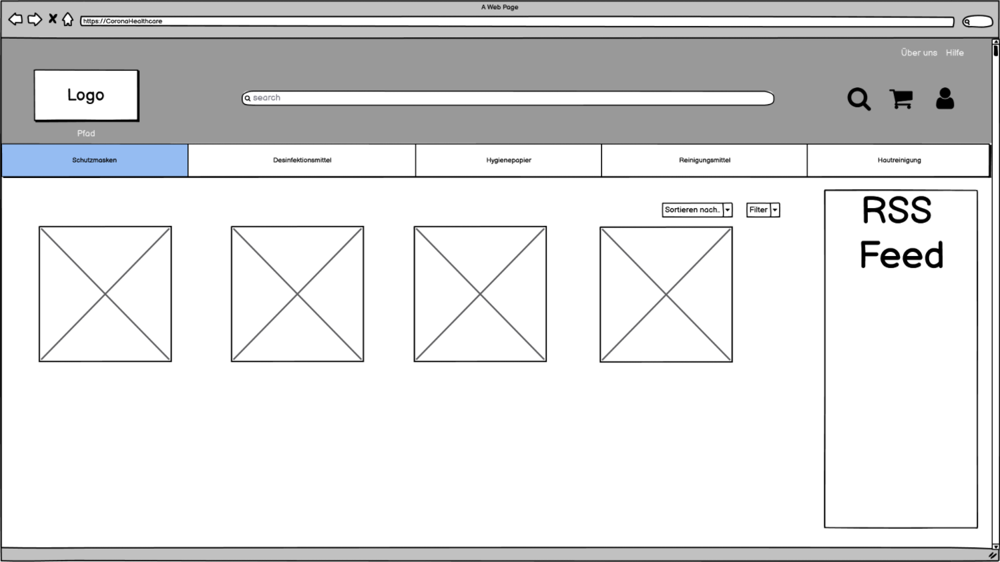 A Web Page
https://CoronaHealthcare
Über uns Hilfe
Logo
search
Pfad
Schutzmasken Desinfektionsmittel Hygienepapier Reinigungsmittel Hautreinigung
Sortieren nach.. Filter
RSS
Feed